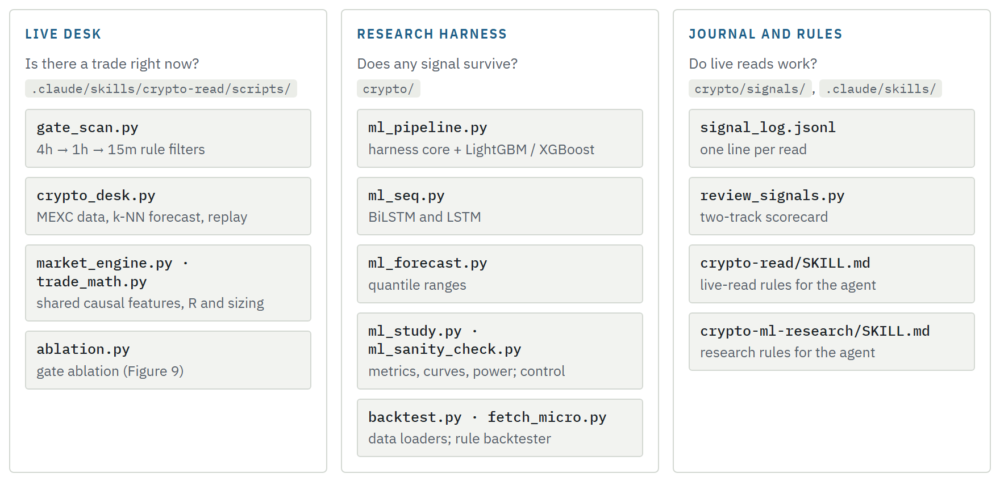 LIVE DESK
Is there a trade right now?
.claude/skills/crypto-read/scripts/
gate_scan.py
4h → 1h → 15m rule filters
crypto_desk.py
MEXC data, k-NN forecast, replay
market_engine.py ·
trade_math.py
shared causal features, R and sizing
ablation.py
gate ablation (Figure 9)
RESEARCH HARNESS
Does any signal survive?
crypto/
ml_pipeline.py
harness core + LightGBM / XGBoost
ml_seq.py
BiLSTM and LSTM
ml_forecast.py
quantile ranges
ml_study.py ·
ml_sanity_check.py
metrics, curves, power; control
backtest.py · fetch_micro.py
data loaders; rule backtester
JOURNAL AND RULES
Do live reads work?
crypto/signals/, .claude/skills/
signal_log.jsonl
one line per read
review_signals.py
two-track scorecard
crypto-read/SKILL.md
live-read rules for the agent
crypto-ml-research/SKILL.md
research rules for the agent